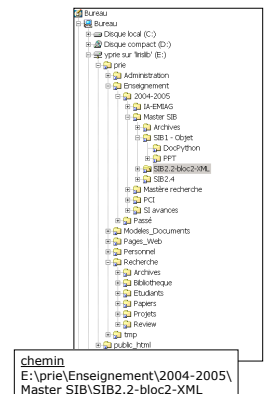 Bureau
Bureau
Disque local (C:)
Disque compact (D:)
yprie sur 'lirislib' (E:)
prie
Administration
Enseignement
2004-2005
IA-EMIAG
Master SIB
Archives
SIB1 - Objet
DocPython
PPT
SIB2.2-bloc2-XML
SIB2.4
Mastère recherche
PCI
SI avances
Passé
Modeles_Documents
Pages_Web
Personnel
Recherche
Archives
Bibliotheque
Etudiants
Papiers
Projets
Review
tmp
public_html
chemin
E:\prie\Enseignement\2004-2005\
Master SIB\SIB2.2-bloc2-XML